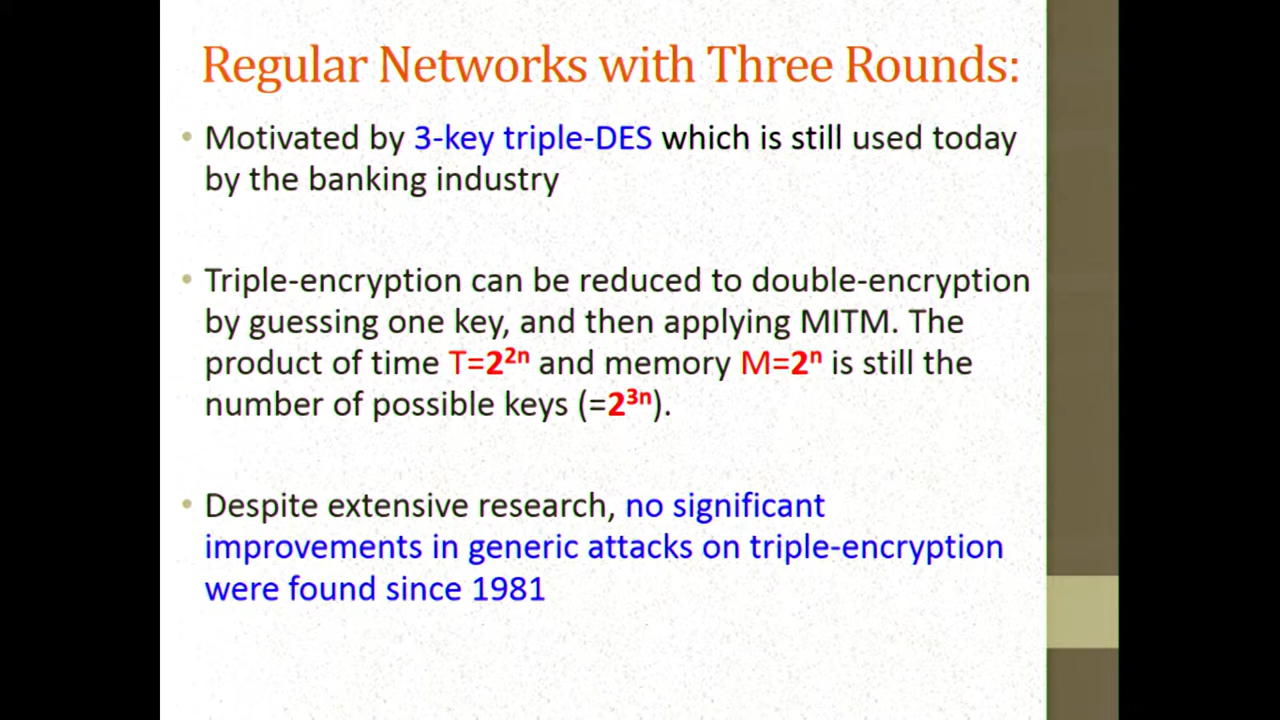 Regular Networks with Three Rounds:
• Motivated by 3-key triple-DES which is still used today
by the banking industry
• Triple-encryption can be reduced to double-encryption
by guessing one key, and then applying MITM. The
product of time T=2²ⁿ and memory M=2ⁿ is still the
number of possible keys (=2³ⁿ).
• Despite extensive research, no significant
improvements in generic attacks on triple-encryption
were found since 1981